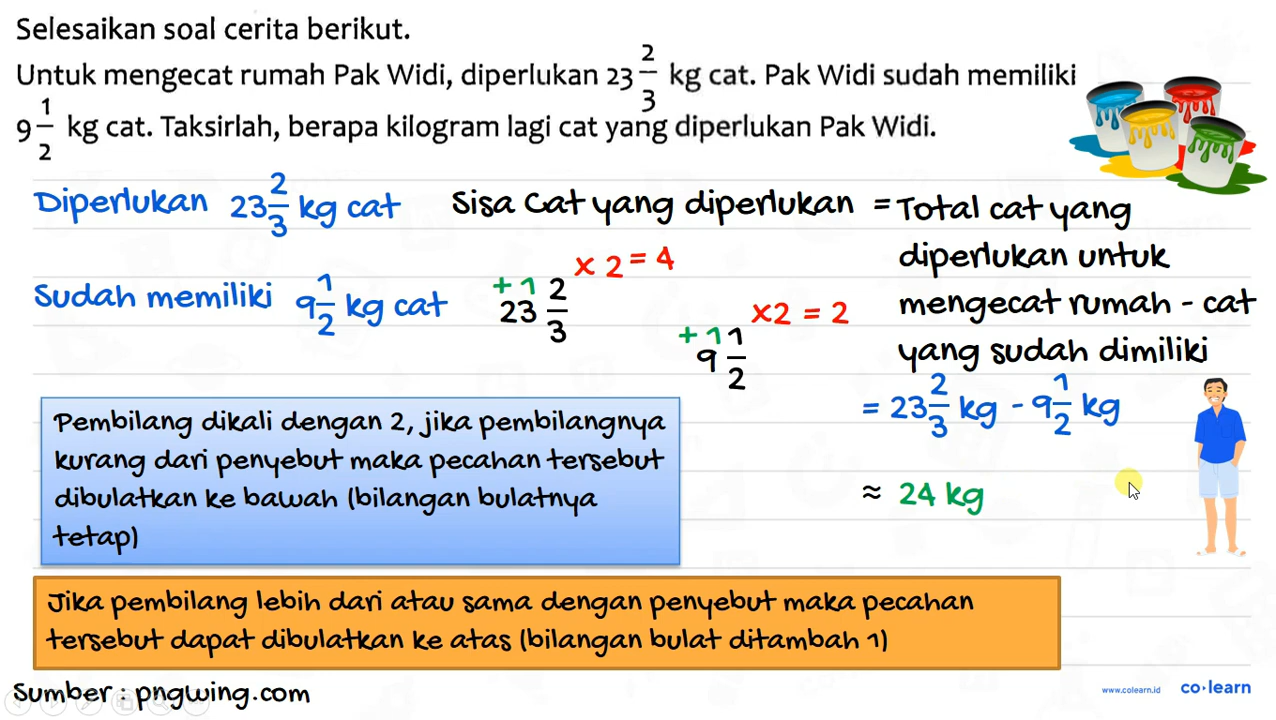 Selesaikan soal cerita berikut.
Untuk mengecat rumah Pak Widi, diperlukan 23 2/3 kg cat. Pak Widi sudah memiliki
9 1/2 kg cat. Taksirlah, berapa kilogram lagi cat yang diperlukan Pak Widi.
Diperlukan 23 2/3 kg cat
Sudah memiliki 9 1/2 kg cat
Sisa Cat yang diperlukan = Total cat yang
diperlukan untuk
mengecat rumah - cat
yang sudah dimiliki
+ 1 × 2 = 4
23 2/3
+ 1 ×2 = 2
9 1/2
= 23 2/3 kg - 9 1/2 kg
≈ 24 kg
Pembilang dikali dengan 2, jika pembilangnya
kurang dari penyebut maka pecahan tersebut
dibulatkan ke bawah (bilangan bulatnya
tetap)
Jika pembilang lebih dari atau sama dengan penyebut maka pecahan
tersebut dapat dibulatkan ke atas (bilangan bulat ditambah 1)
Sumber : pngwing.com
www.colearn.id
co·learn